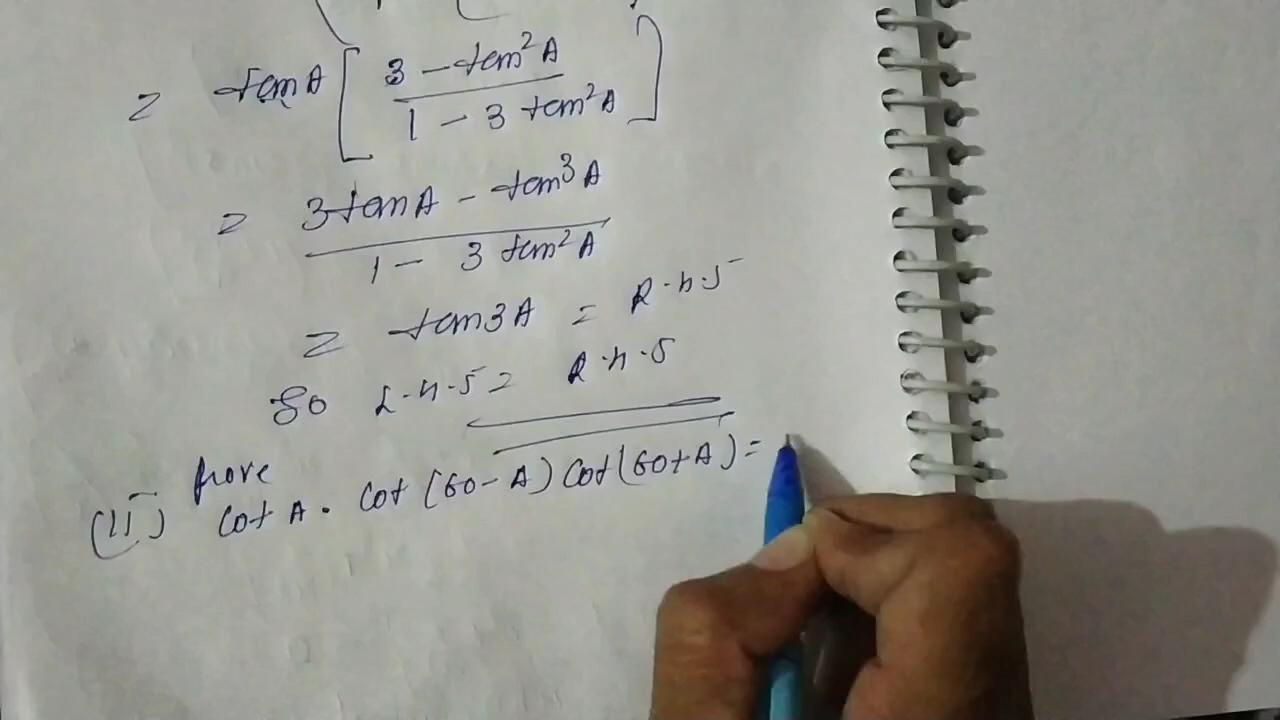 = tanA [ 3 - tan²A / 1 - 3 tan²A ]
= 3tanA - tan³A / 1 - 3 tan²A
= tan3A = R.H.S
So L.H.S = R.H.S
(ii) Prove
Cot A . Cot (60 - A) Cot (60 + A) =